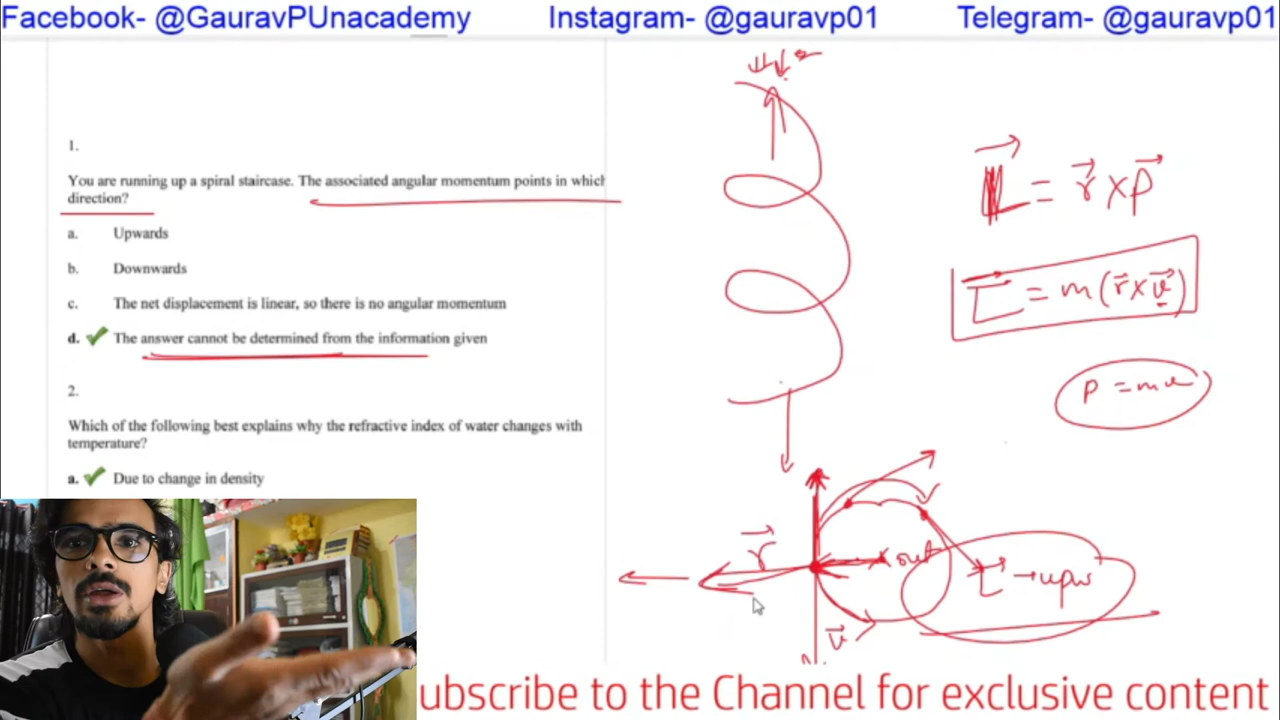 Facebook- @GauravPUnacademy Instagram- @gauravp01 Telegram- @gauravp01
1.
You are running up a spiral staircase. The associated angular momentum points in which
direction?
a. Upwards
b. Downwards
c. The net displacement is linear, so there is no angular momentum
d. The answer cannot be determined from the information given
2.
Which of the following best explains why the refractive index of water changes with
temperature?
a. Due to change in density
L = r × p
L = m(r × v)
p = mv
r
out
L → upw
v
ubscribe to the Channel for exclusive content